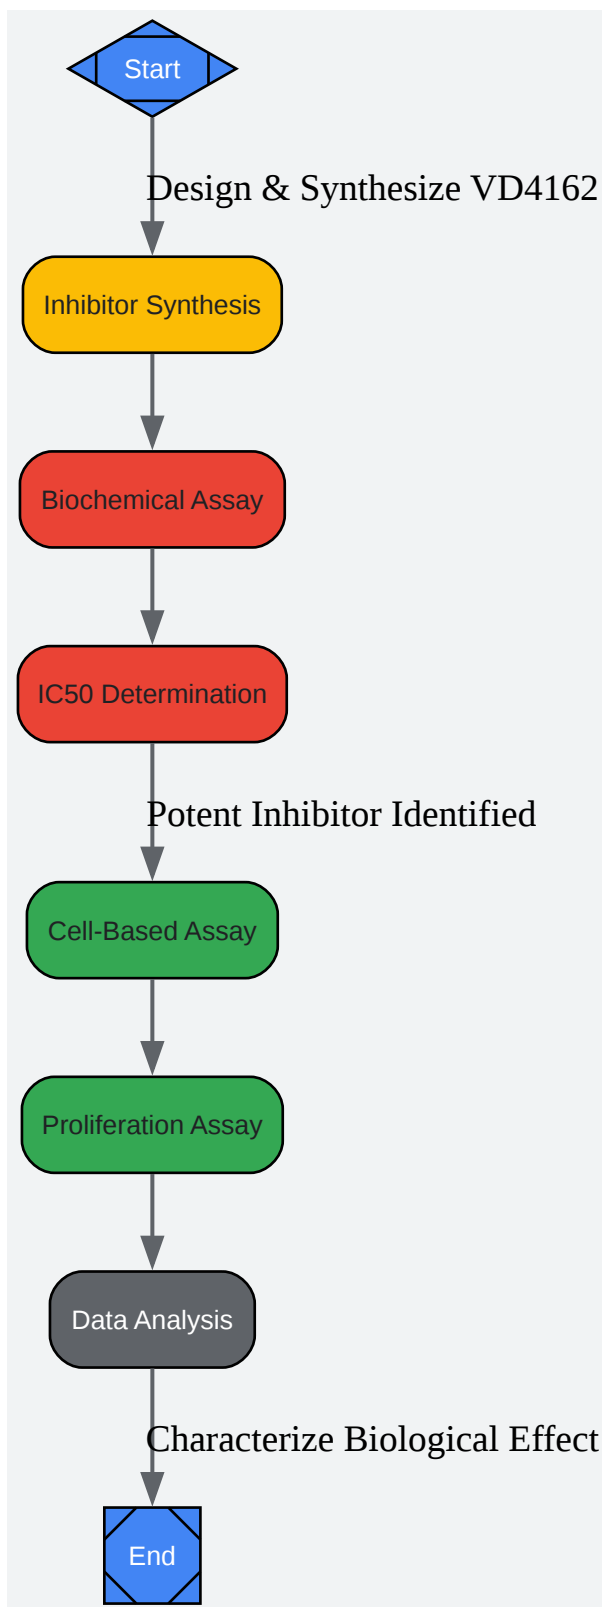 Start
Design & Synthesize VD4162
Inhibitor Synthesis
Biochemical Assay
IC50 Determination
Potent Inhibitor Identified
Cell-Based Assay
Proliferation Assay
Data Analysis
Characterize Biological Effect
End